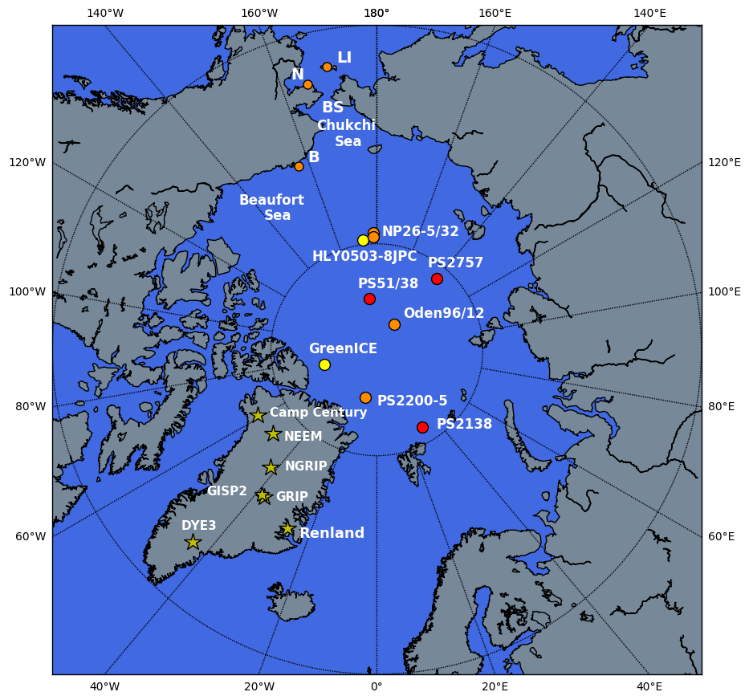 140°W 160°W 180° 160°E 140°E
LI
N
BS
Chukchi
Sea
B
120°W 120°E
Beaufort
Sea
NP26-5/32
HLY0503-8JPC
PS2757
PS51/38
100°W 100°E
Oden96/12
GreenICE
PS2200-5
80°W 80°E
Camp Century
PS2138
NEEM
NGRIP
GISP2
GRIP
DYE3
Renland
60°W 60°E
40°W 20°W 0° 20°E 40°E